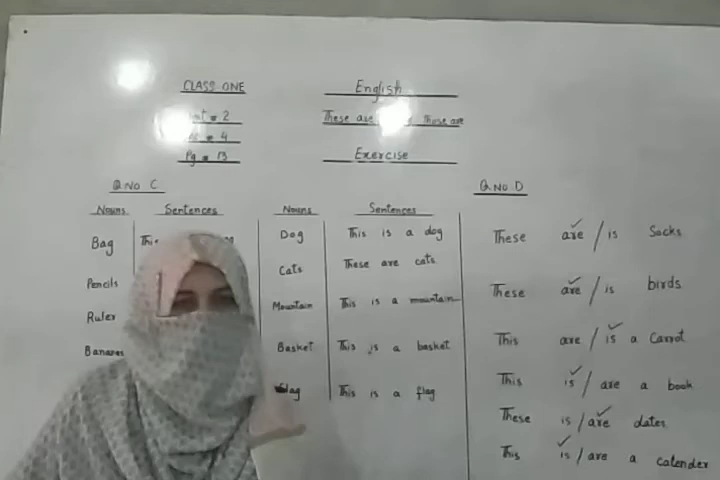 CLASS ONE
English
# 2
These are those are
# 4
Pg # 13
Exercise
Q NO C
Q NO D
Nouns
Sentences
Nouns
Sentences
Bag
This
Dog
This is a dog
Pencils
Cats
These are cats
Ruler
Mountain
This is a mountain
Bananas
Basket
This is a basket
flag
This is a flag
These are / is Socks
These are / is birds
This are / is a Carrot
This is / are a book
These is / are dates
This is / are a calender